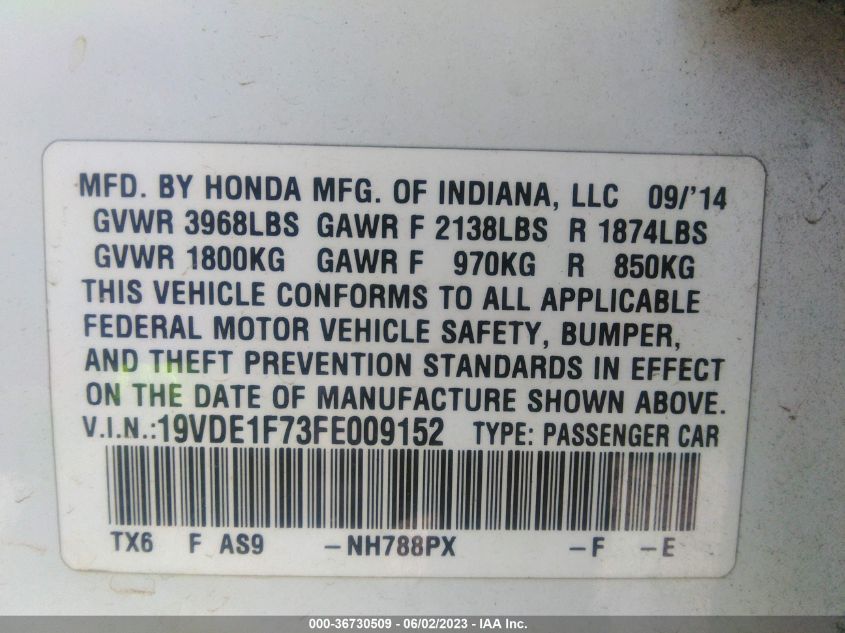 MFD. BY HONDA MFG. OF INDIANA, LLC 09/'14
GVWR 3968LBS GAWR F 2138LBS R 1874LBS
GVWR 1800KG GAWR F 970KG R 850KG
THIS VEHICLE CONFORMS TO ALL APPLICABLE
FEDERAL MOTOR VEHICLE SAFETY, BUMPER,
AND THEFT PREVENTION STANDARDS IN EFFECT
ON THE DATE OF MANUFACTURE SHOWN ABOVE.
V.I.N.:19VDE1F73FE009152 TYPE: PASSENGER CAR
TX6 F AS9 -NH788PX -F -E
000-36730509 - 06/02/2023 - IAA Inc.